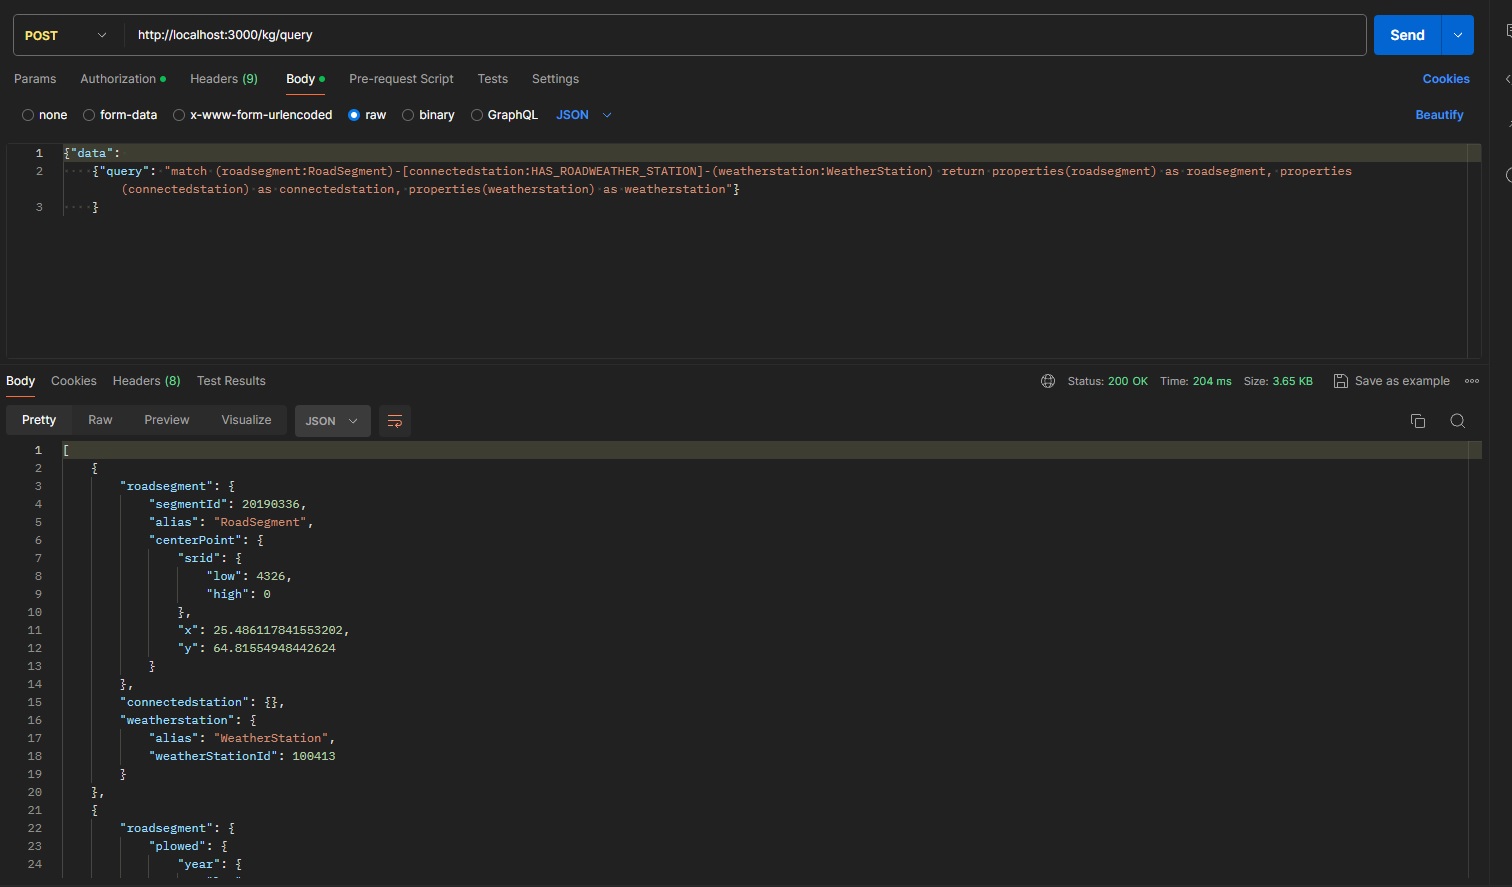 POST http://localhost:3000/kg/query Send
Params Authorization Headers (9) Body Pre-request Script Tests Settings Cookies
none form-data x-www-form-urlencoded raw binary GraphQL JSON Beautify
1 {"data":
2 {"query": "match (roadsegment:RoadSegment)-[connectedstation:HAS_ROADWEATHER_STATION]-(weatherstation:WeatherStation) return properties(roadsegment) as roadsegment, properties
(connectedstation) as connectedstation, properties(weatherstation) as weatherstation"}
3 }
Body Cookies Headers (8) Test Results Status: 200 OK Time: 204 ms Size: 3.65 KB Save as example
Pretty Raw Preview Visualize JSON
1 [
2 {
3 "roadsegment": {
4 "segmentId": 20190336,
5 "alias": "RoadSegment",
6 "centerPoint": {
7 "srid": {
8 "low": 4326,
9 "high": 0
10 },
11 "x": 25.486117841553202,
12 "y": 64.81554948442624
13 }
14 },
15 "connectedstation": {},
16 "weatherstation": {
17 "alias": "WeatherStation",
18 "weatherStationId": 100413
19 }
20 },
21 {
22 "roadsegment": {
23 "plowed": {
24 "year": {